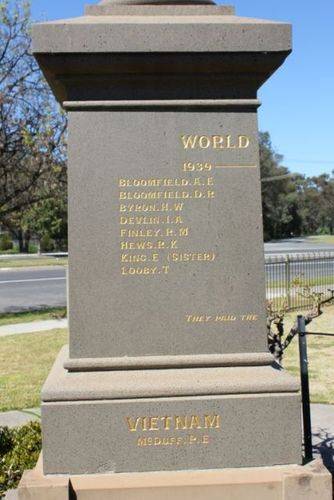 WORLD
1939 ——
BLOOMFIELD.A.E
BLOOMFIELD.D.R
BYRON.H.W
DEVLIN.I.A
FINLEY.R.M
HEWS.R.K
KING.E (SISTER)
LOOBY.T
THEY PAID THE
VIETNAM
McDUFF.P.E